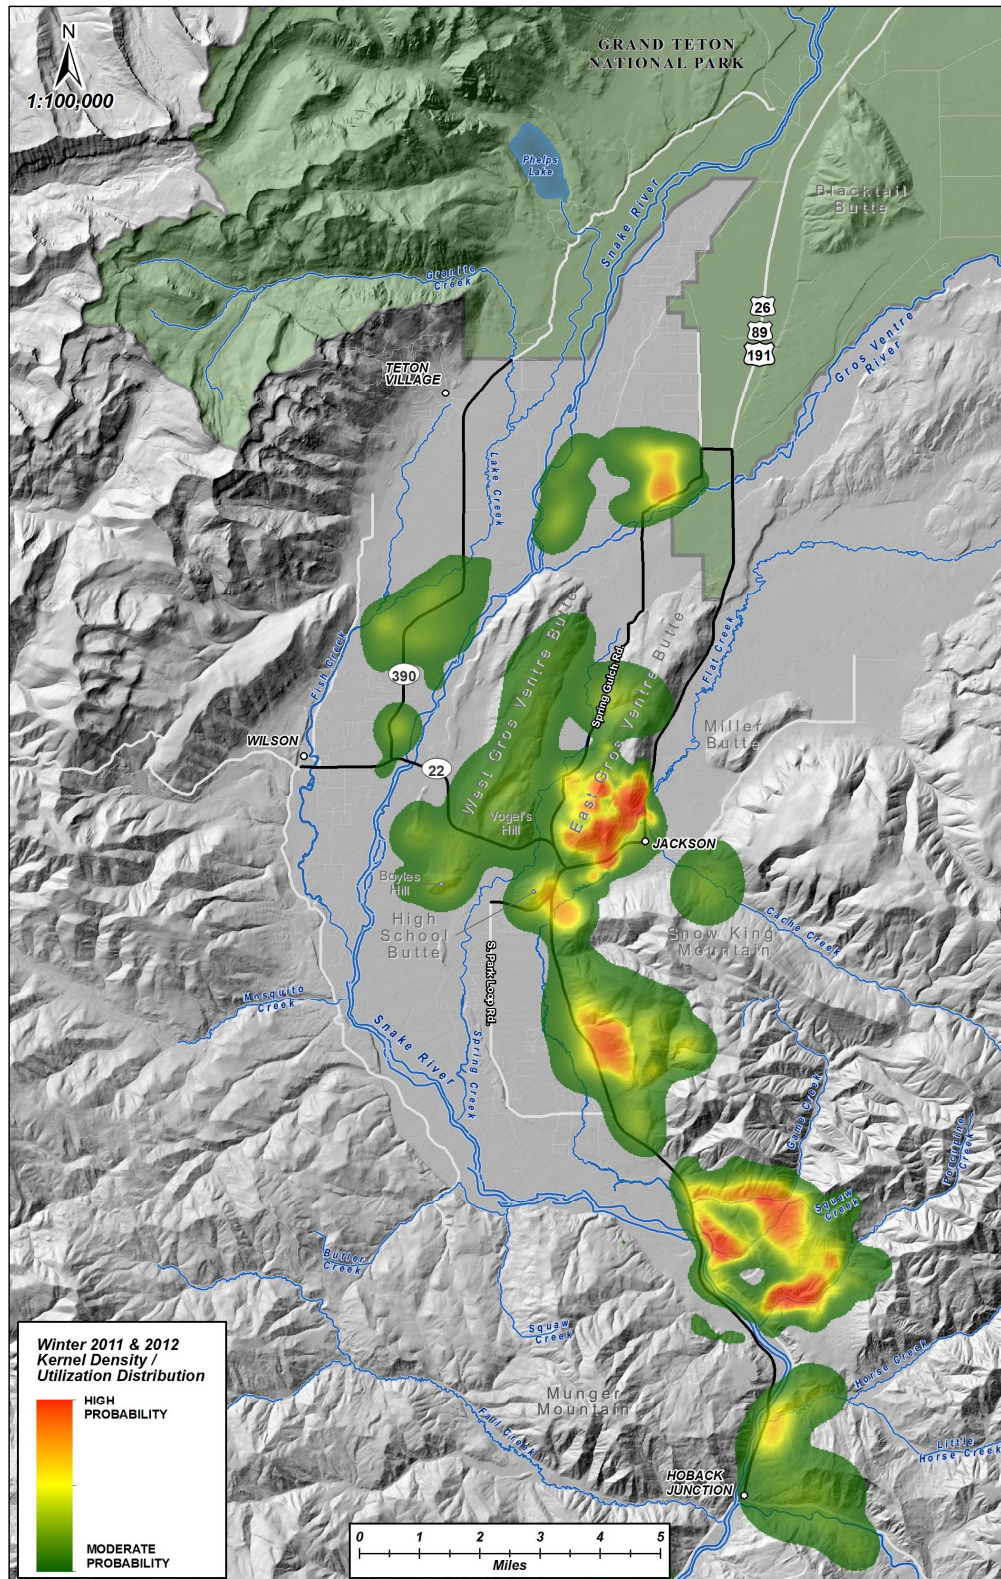 N
1:100,000
GRAND TETON
NATIONAL PARK
Phelps
Lake
Snake River
Blacktail
Butte
Granite
Creek
26
89
191
Gros Ventre
River
TETON
VILLAGE
Lake Creek
Fish Creek
390
West Gros Ventre Butte
Spring Gulch Rd.
East Gros Ventre Butte
Flat Creek
Miller
Butte
WILSON
22
Vogel's
Hill
JACKSON
Boyles
Hill
High
School
Butte
Snow King
Mountain
Cache Creek
S. Park Loop Rd.
Mosquito
Creek
Snake River
Spring Creek
Game Creek
Porcupine
Creek
Squaw
Creek
Butler
Creek
Squaw
Creek
Horse Creek
Munger
Mountain
Fall Creek
Little
Horse Creek
HOBACK
JUNCTION
Winter 2011 & 2012
Kernel Density /
Utilization Distribution
HIGH
PROBABILITY
MODERATE
PROBABILITY
0 1 2 3 4 5
Miles